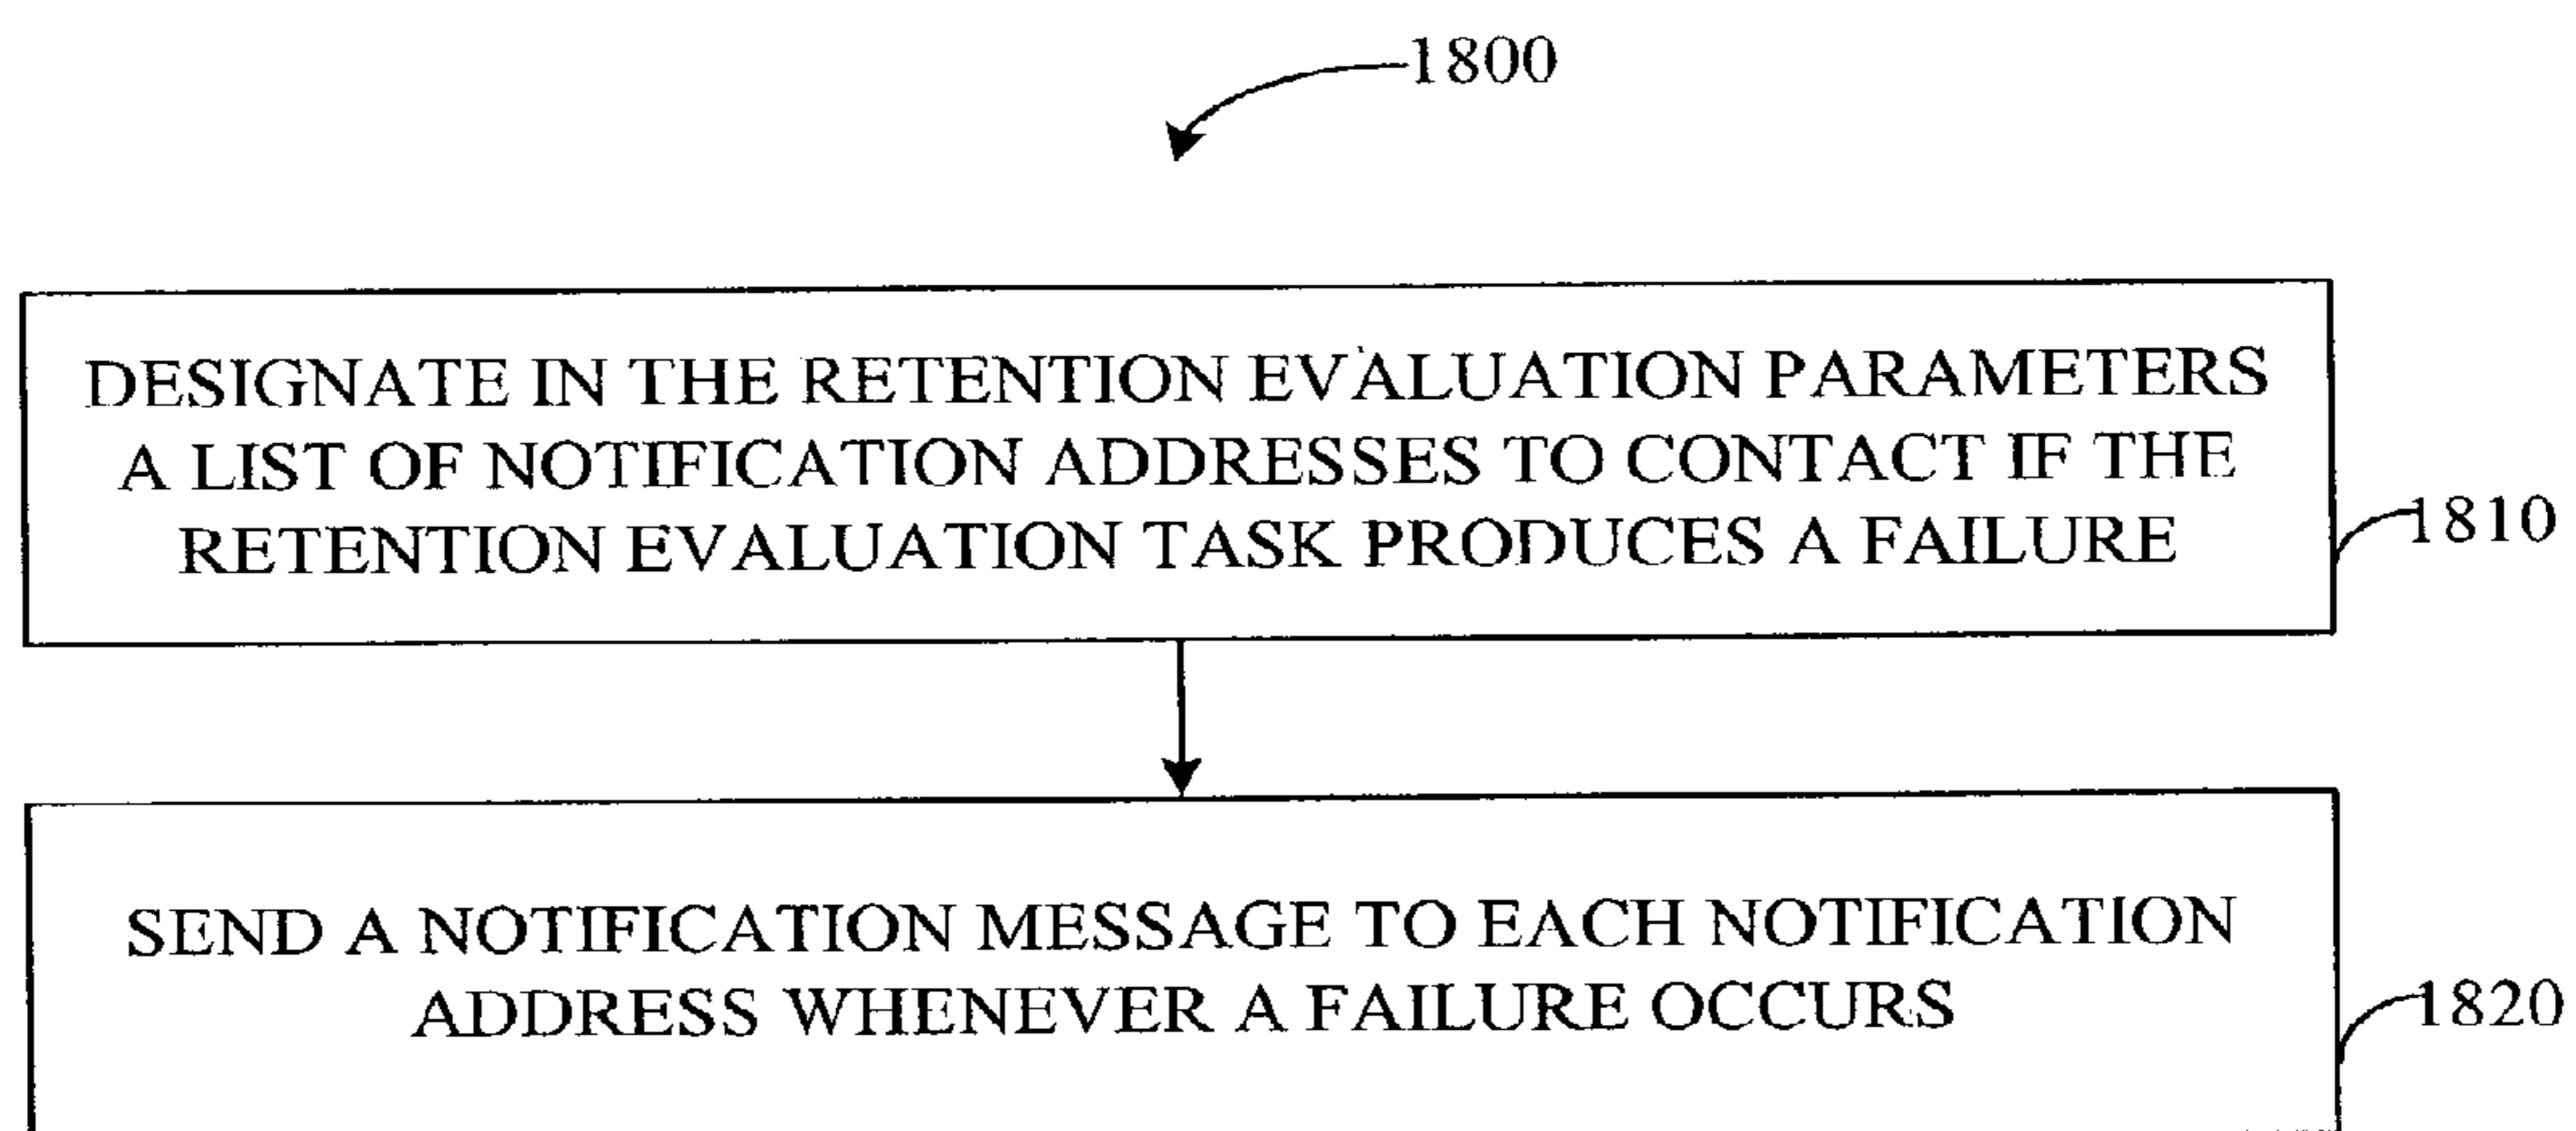 1800
DESIGNATE IN THE RETENTION EVALUATION PARAMETERS
A LIST OF NOTIFICATION ADDRESSES TO CONTACT IF THE
RETENTION EVALUATION TASK PRODUCES A FAILURE
1810
SEND A NOTIFICATION MESSAGE TO EACH NOTIFICATION
ADDRESS WHENEVER A FAILURE OCCURS
1820